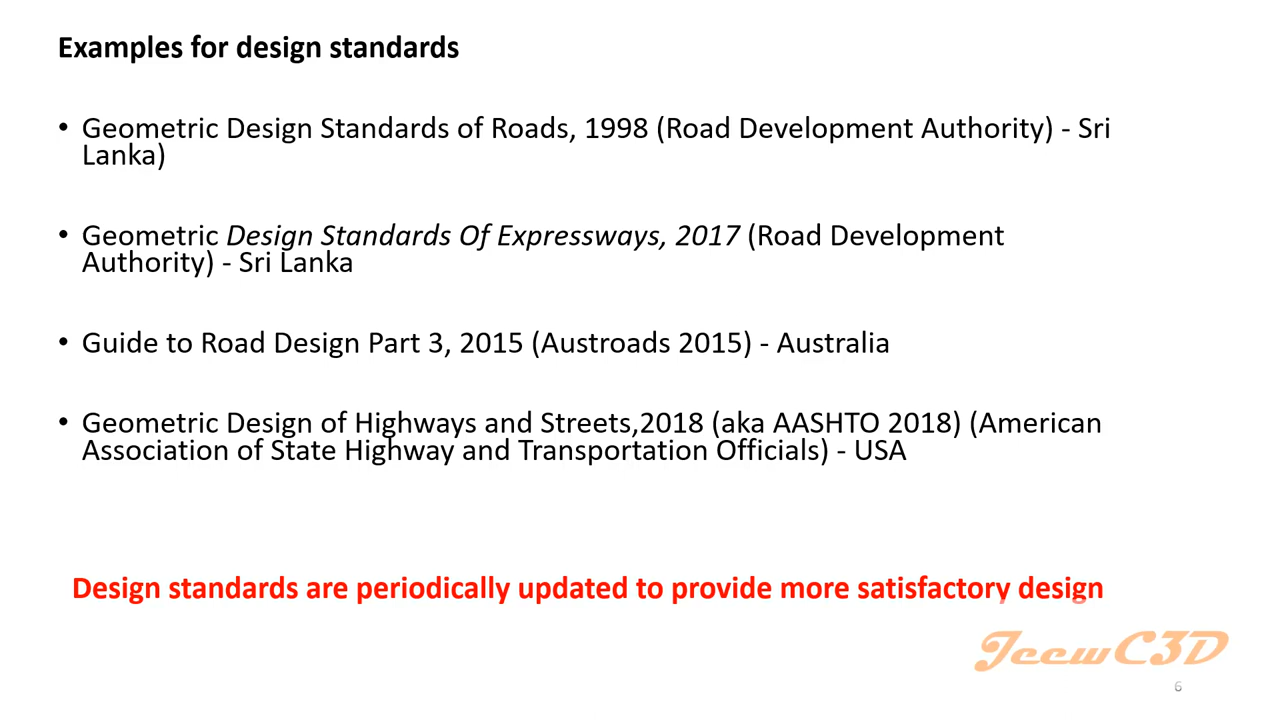 Examples for design standards
• Geometric Design Standards of Roads, 1998 (Road Development Authority) - Sri
Lanka)
• Geometric Design Standards Of Expressways, 2017 (Road Development
Authority) - Sri Lanka
• Guide to Road Design Part 3, 2015 (Austroads 2015) - Australia
• Geometric Design of Highways and Streets,2018 (aka AASHTO 2018) (American
Association of State Highway and Transportation Officials) - USA
Design standards are periodically updated to provide more satisfactory design
JeewC3D
6